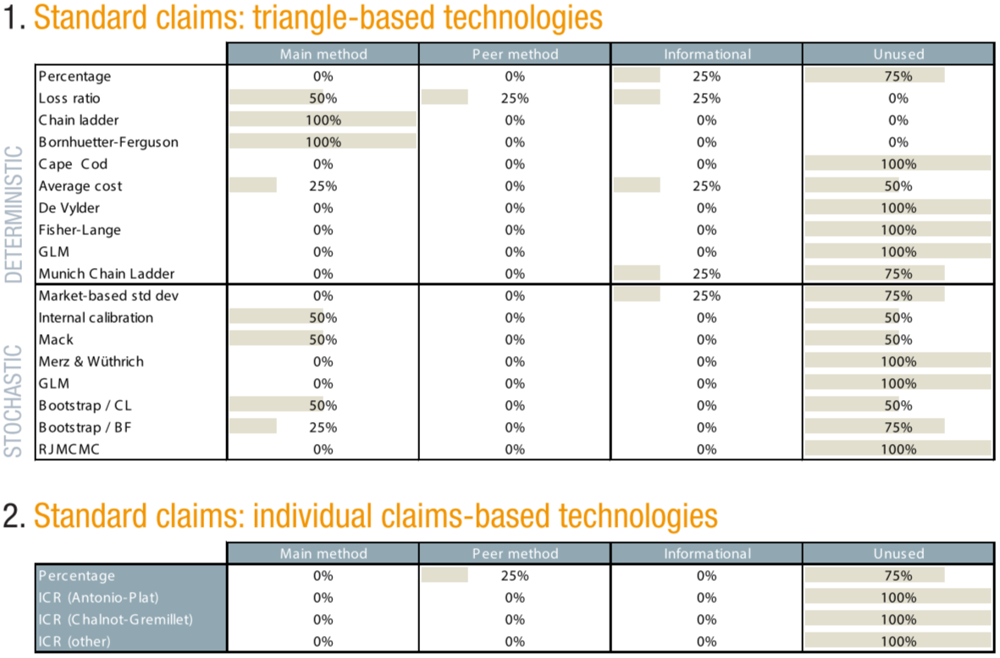 1. Standard claims: triangle-based technologies
Main method Peer method Informational Unused
DETERMINISTIC
Percentage 0% 0% 25% 75%
Loss ratio 50% 25% 25% 0%
Chain ladder 100% 0% 0% 0%
Bornhuetter-Ferguson 100% 0% 0% 0%
Cape Cod 0% 0% 0% 100%
Average cost 25% 0% 25% 50%
De Vylder 0% 0% 0% 100%
Fisher-Lange 0% 0% 0% 100%
GLM 0% 0% 0% 100%
Munich Chain Ladder 0% 0% 25% 75%
STOCHASTIC
Market-based std dev 0% 0% 25% 75%
Internal calibration 50% 0% 0% 50%
Mack 50% 0% 0% 50%
Merz & Wüthrich 0% 0% 0% 100%
GLM 0% 0% 0% 100%
Bootstrap / CL 50% 0% 0% 50%
Bootstrap / BF 25% 0% 0% 75%
RJMCMC 0% 0% 0% 100%
2. Standard claims: individual claims-based technologies
Main method Peer method Informational Unused
Percentage 0% 25% 0% 75%
ICR (Antonio-Plat) 0% 0% 0% 100%
ICR (Chalnot-Gremillet) 0% 0% 0% 100%
ICR (other) 0% 0% 0% 100%